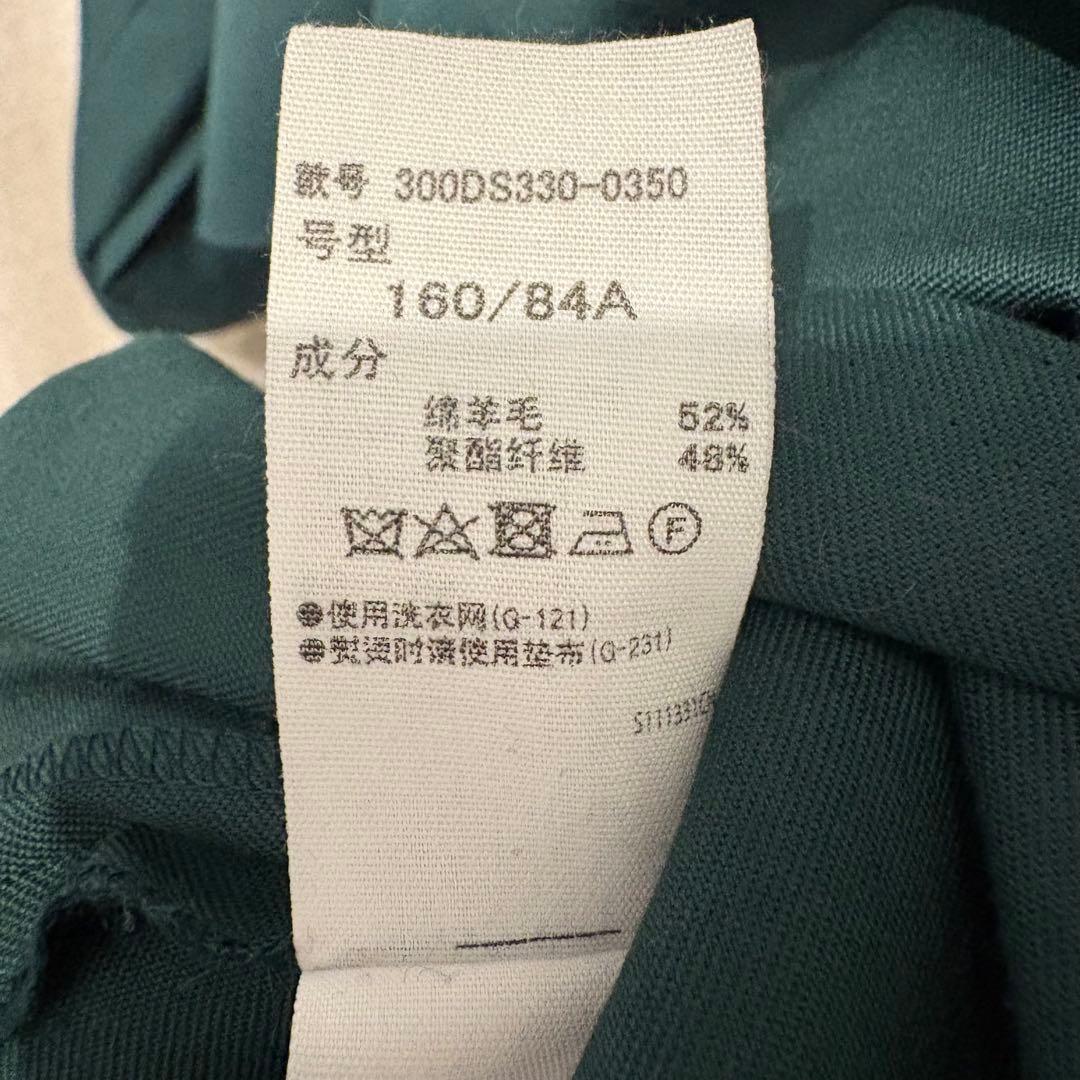 款号 300DS330-0350
号型
160/84A
成分
绵羊毛 52%
聚酯纤维 48%
F
●使用洗衣网(G-121)
●熨烫时请使用垫布(G-231)